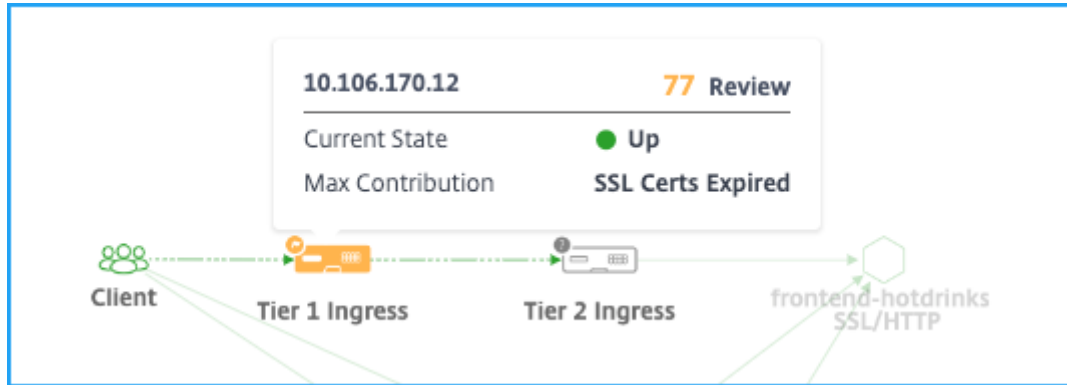 10.106.170.12 77 Review
Current State Up
Max Contribution SSL Certs Expired
?
Client
Tier 1 Ingress
Tier 2 Ingress
frontend-hotdrinks
SSL/HTTP